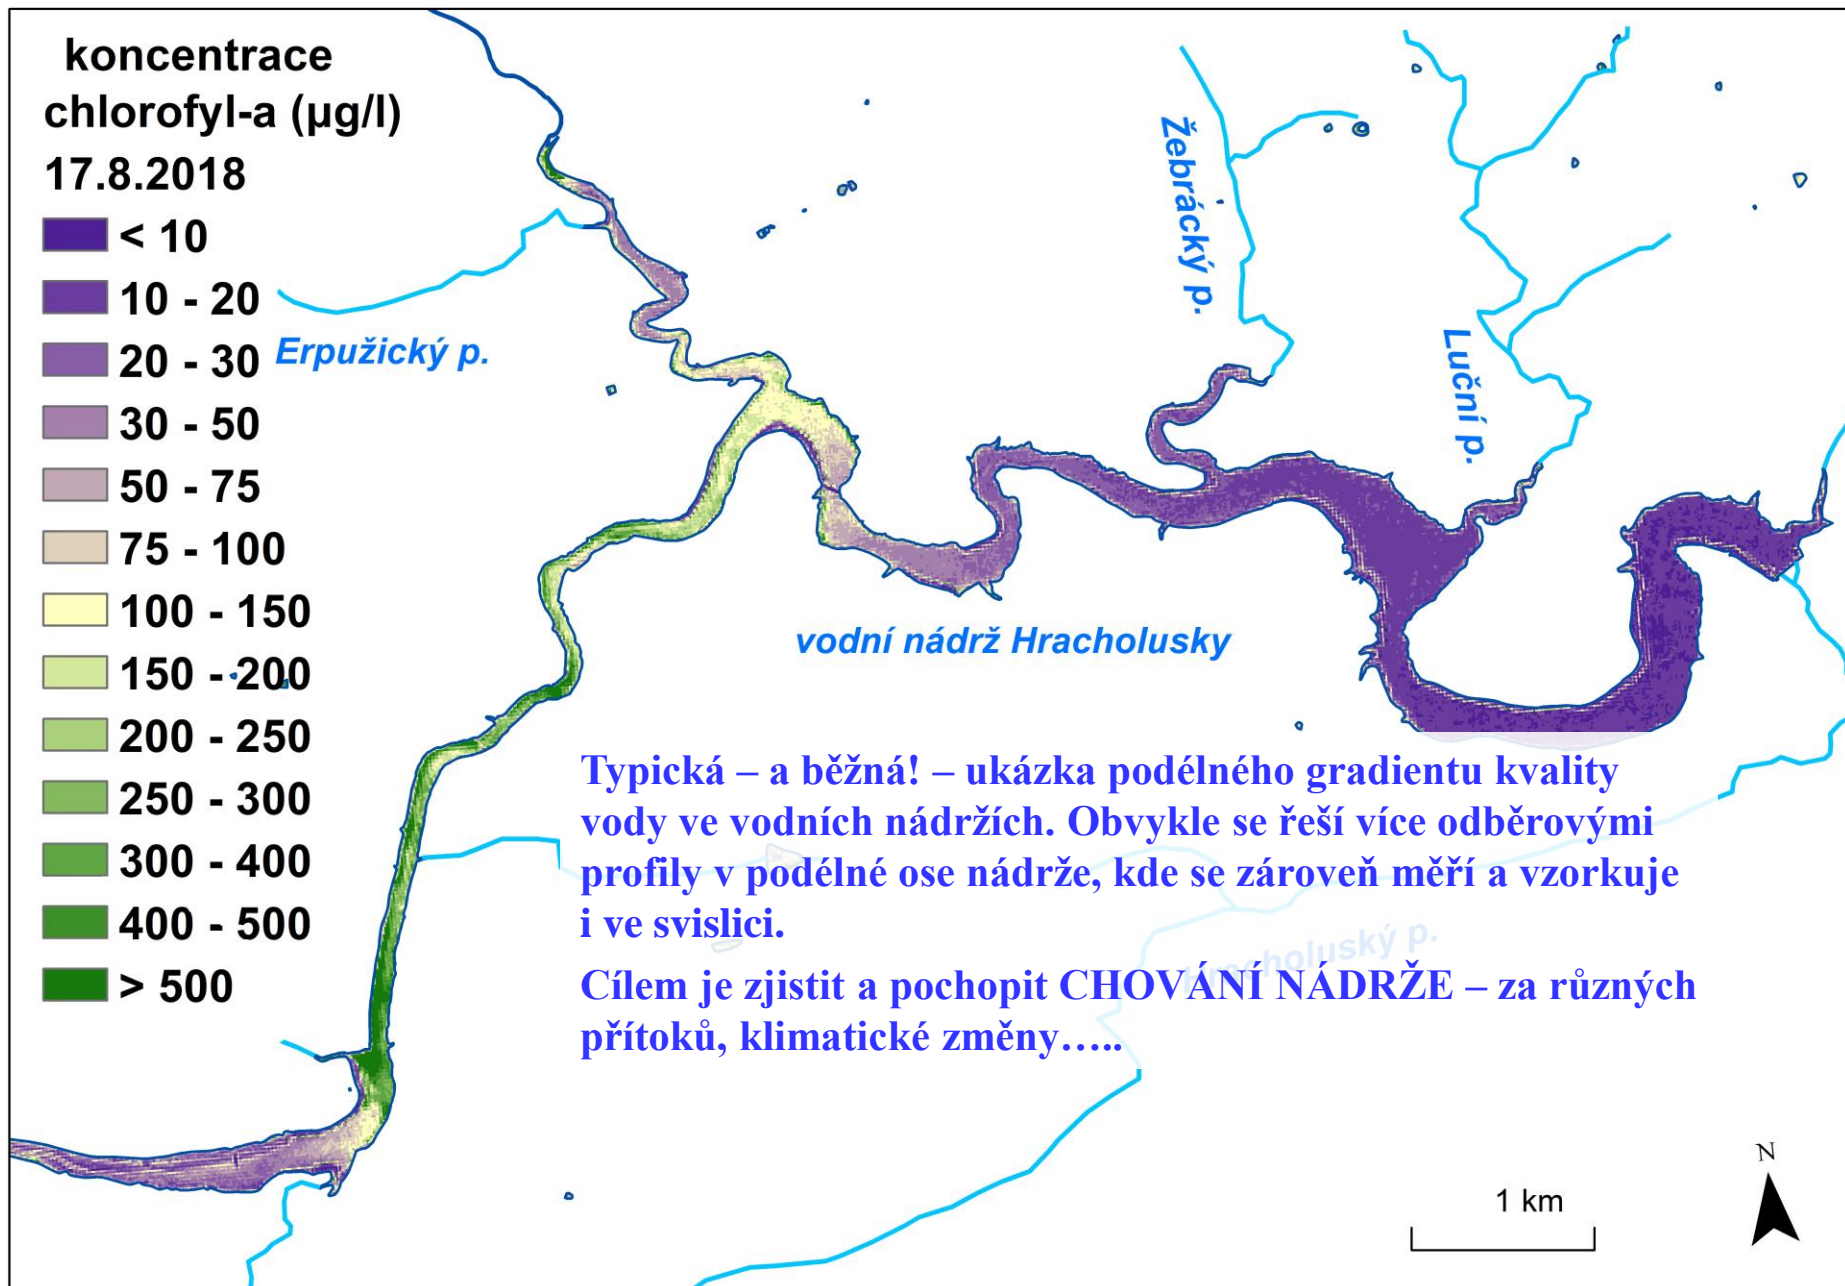 koncentrace
chlorofyl-a (µg/l)
17.8.2018
< 10
10 - 20
20 - 30
30 - 50
50 - 75
75 - 100
100 - 150
150 - 200
200 - 250
250 - 300
300 - 400
400 - 500
> 500
Erpužický p.
Žebrácký p.
Luční p.
vodní nádrž Hracholusky
Typická – a běžná! – ukázka podélného gradientu kvality
vody ve vodních nádržích. Obvykle se řeší více odběrovými
profily v podélné ose nádrže, kde se zároveň měří a vzorkuje
i ve svislici.
Hracholuský p.
Cílem je zjistit a pochopit CHOVÁNÍ NÁDRŽE – za různých
přítoků, klimatické změny…..
1 km
N